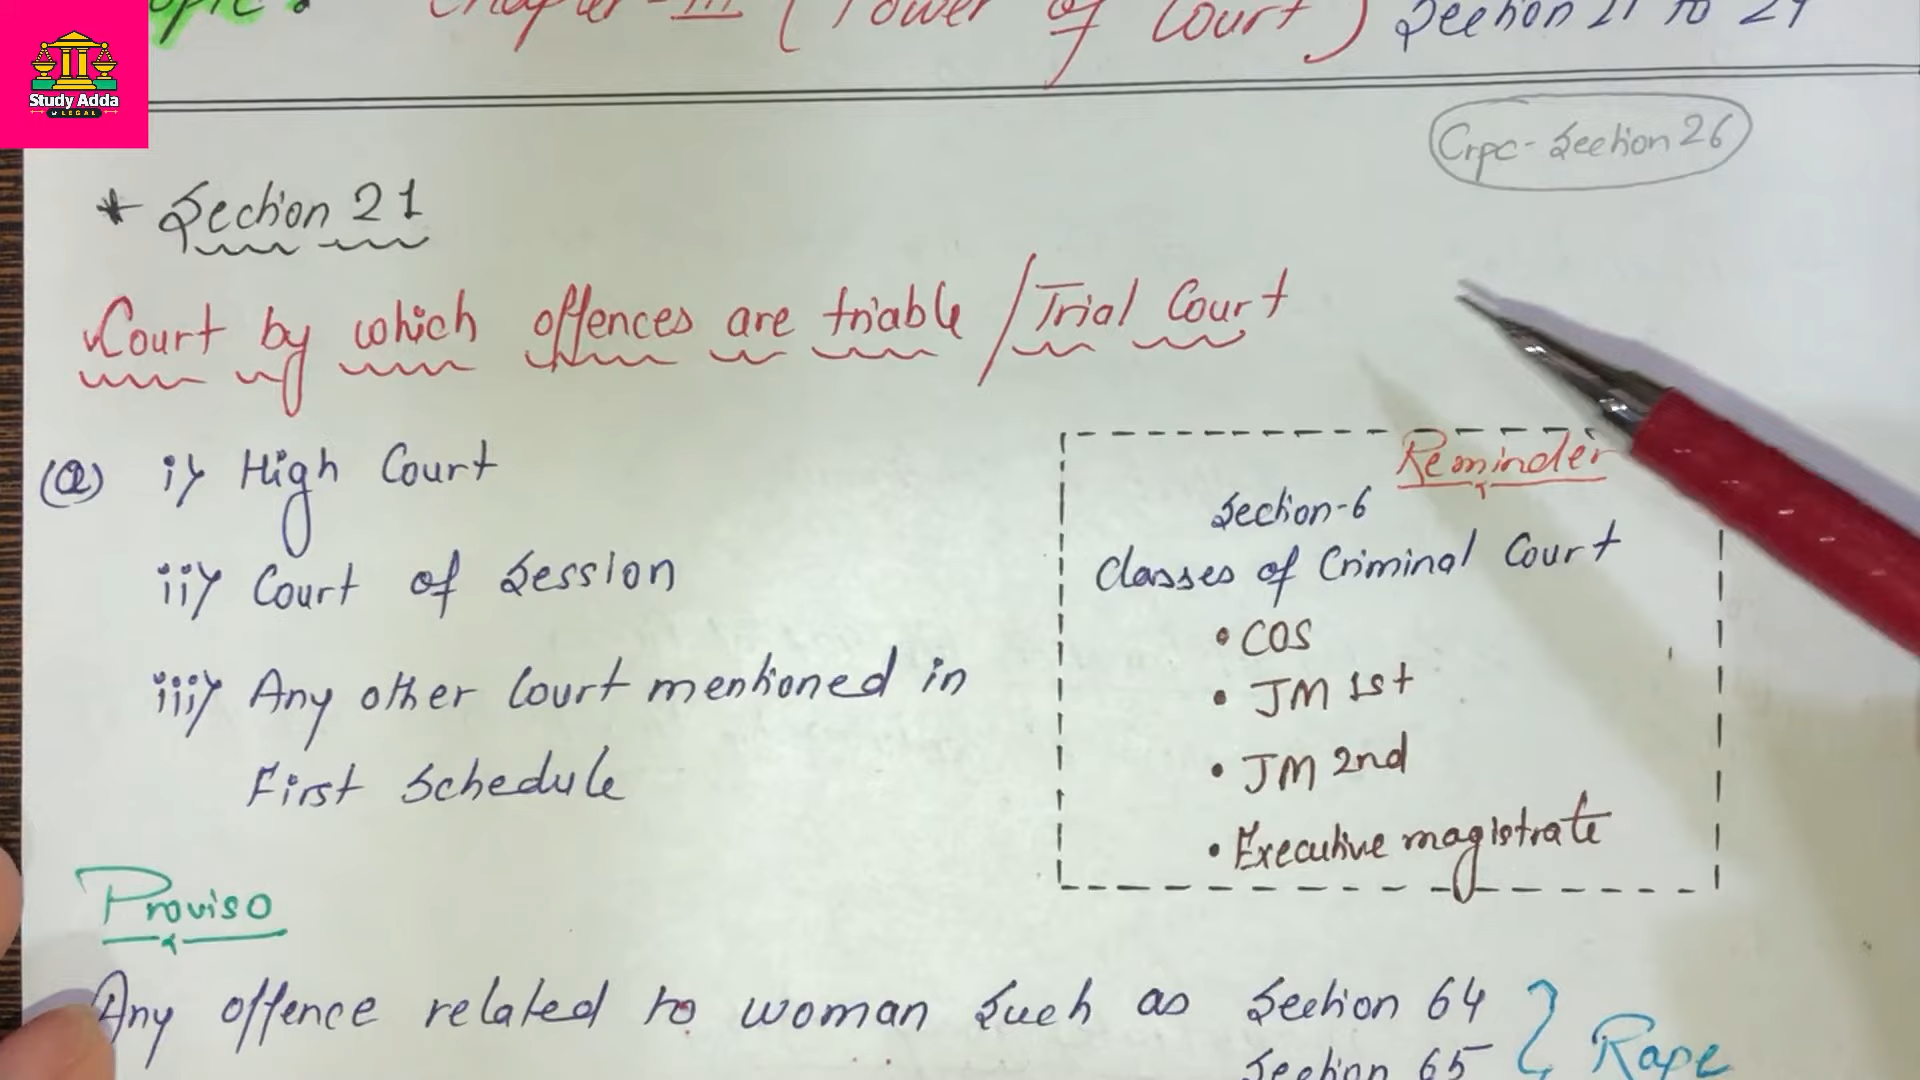 Chapter-III (Power of Court) Section 21 to 29
Study Adda
LEGAL
Crpc- Section 26
* Section 21
Court by which offences are triable / Trial Court
(a) i) High Court
ii) Court of Session
iii) Any other Court mentioned in
First Schedule
Reminder
Section-6
Classes of Criminal Court
• COS
• JM 1st
• JM 2nd
• Executive magistrate
Proviso
Any offence related to woman Such as Section 64
Section 65 } Rape